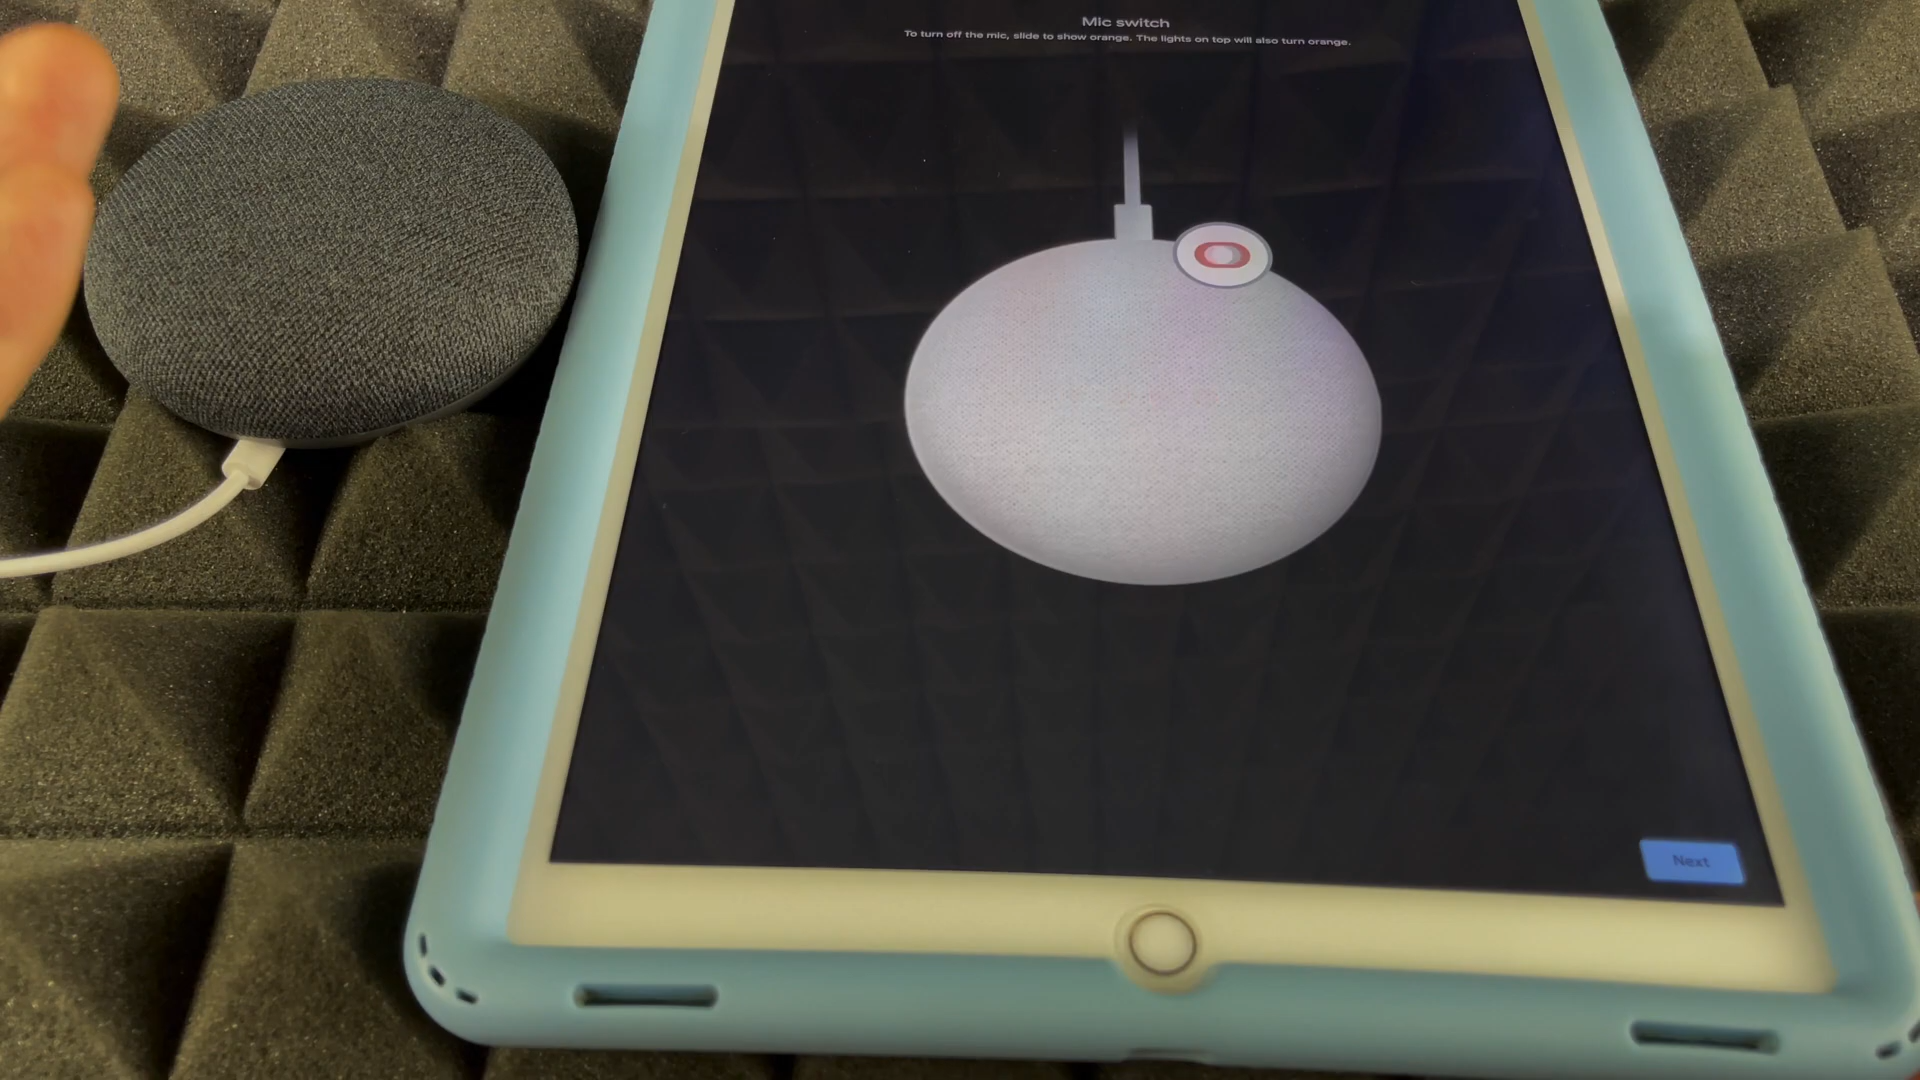 Mic switch
To turn off the mic, slide to show orange. The lights on top will also turn orange.
Next